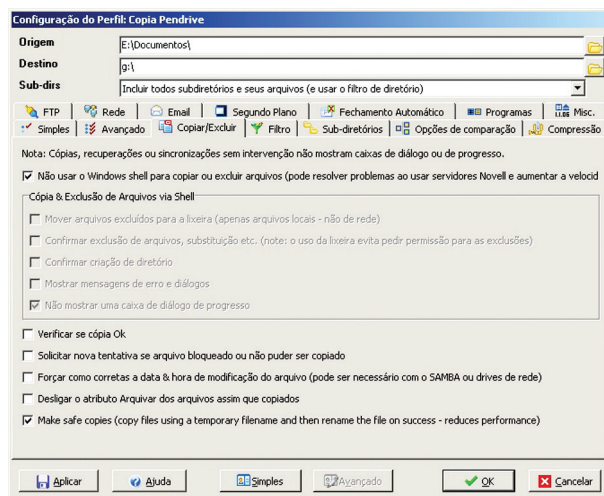 Configuração do Perfil: Copia Pendrive
Origem
E:\Documentos\
Destino
g:\
Sub-dirs
Incluir todos subdiretórios e seus arquivos (e usar o filtro de diretório)
FTP Rede Email Segundo Plano Fechamento Automático Programas Misc.
Simples Avançado Copiar/Excluir Filtro Sub-diretórios Opções de comparação Compressão
Nota: Cópias, recuperações ou sincronizações sem intervenção não mostram caixas de diálogo ou de progresso.
Não usar o Windows shell para copiar ou excluir arquivos (pode resolver problemas ao usar servidores Novell e aumentar a velocid
Cópia & Exclusão de Arquivos via Shell
Mover arquivos excluídos para a lixeira (apenas arquivos locais - não de rede)
Confirmar exclusão de arquivos, substituição etc. (note: o uso da lixeira evita pedir permissão para as exclusões)
Confirmar criação de diretório
Mostrar mensagens de erro e diálogos
Não mostrar uma caixa de diálogo de progresso
Verificar se cópia Ok
Solicitar nova tentativa se arquivo bloqueado ou não puder ser copiado
Forçar como corretas a data & hora de modificação do arquivo (pode ser necessário com o SAMBA ou drives de rede)
Desligar o atributo Arquivar dos arquivos assim que copiados
Make safe copies (copy files using a temporary filename and then rename the file on success - reduces performance)
Aplicar Ajuda Simples Avançado OK Cancelar